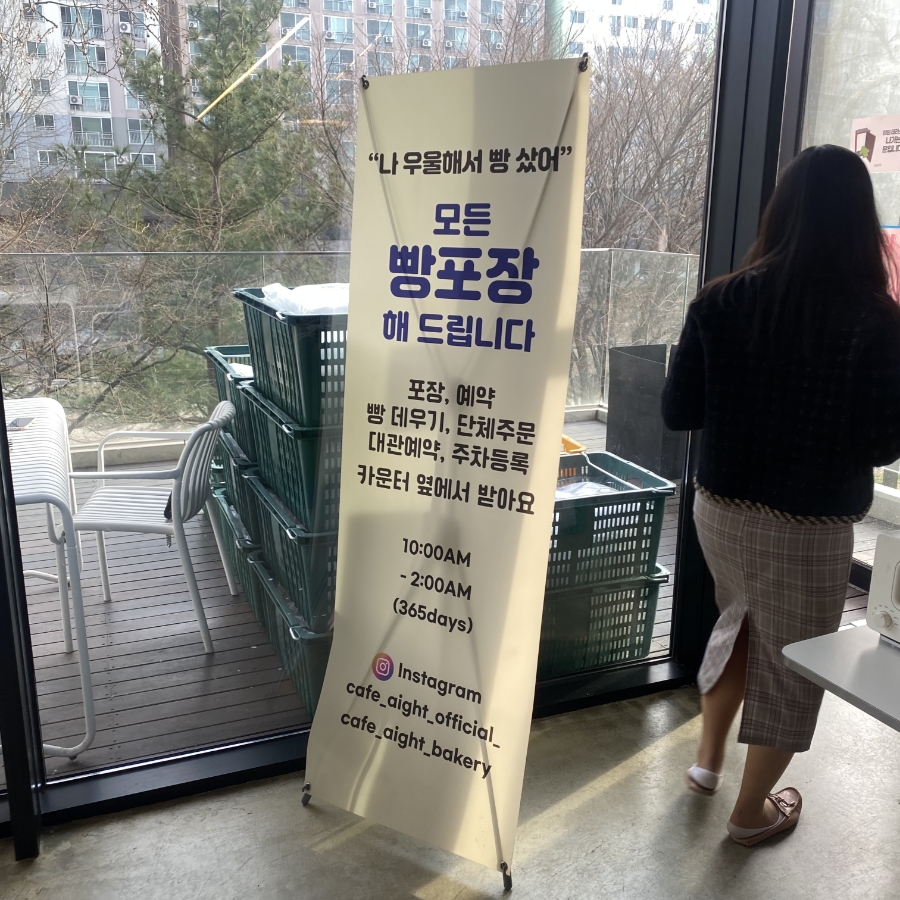 “나 우울해서 빵 샀어”
모든
빵포장
해 드립니다
포장, 예약
빵 데우기, 단체주문
대관예약, 주차등록
카운터 옆에서 받아요
10:00AM
- 2:00AM
(365days)
Instagram
cafe_aight_official_
cafe_aight_bakery